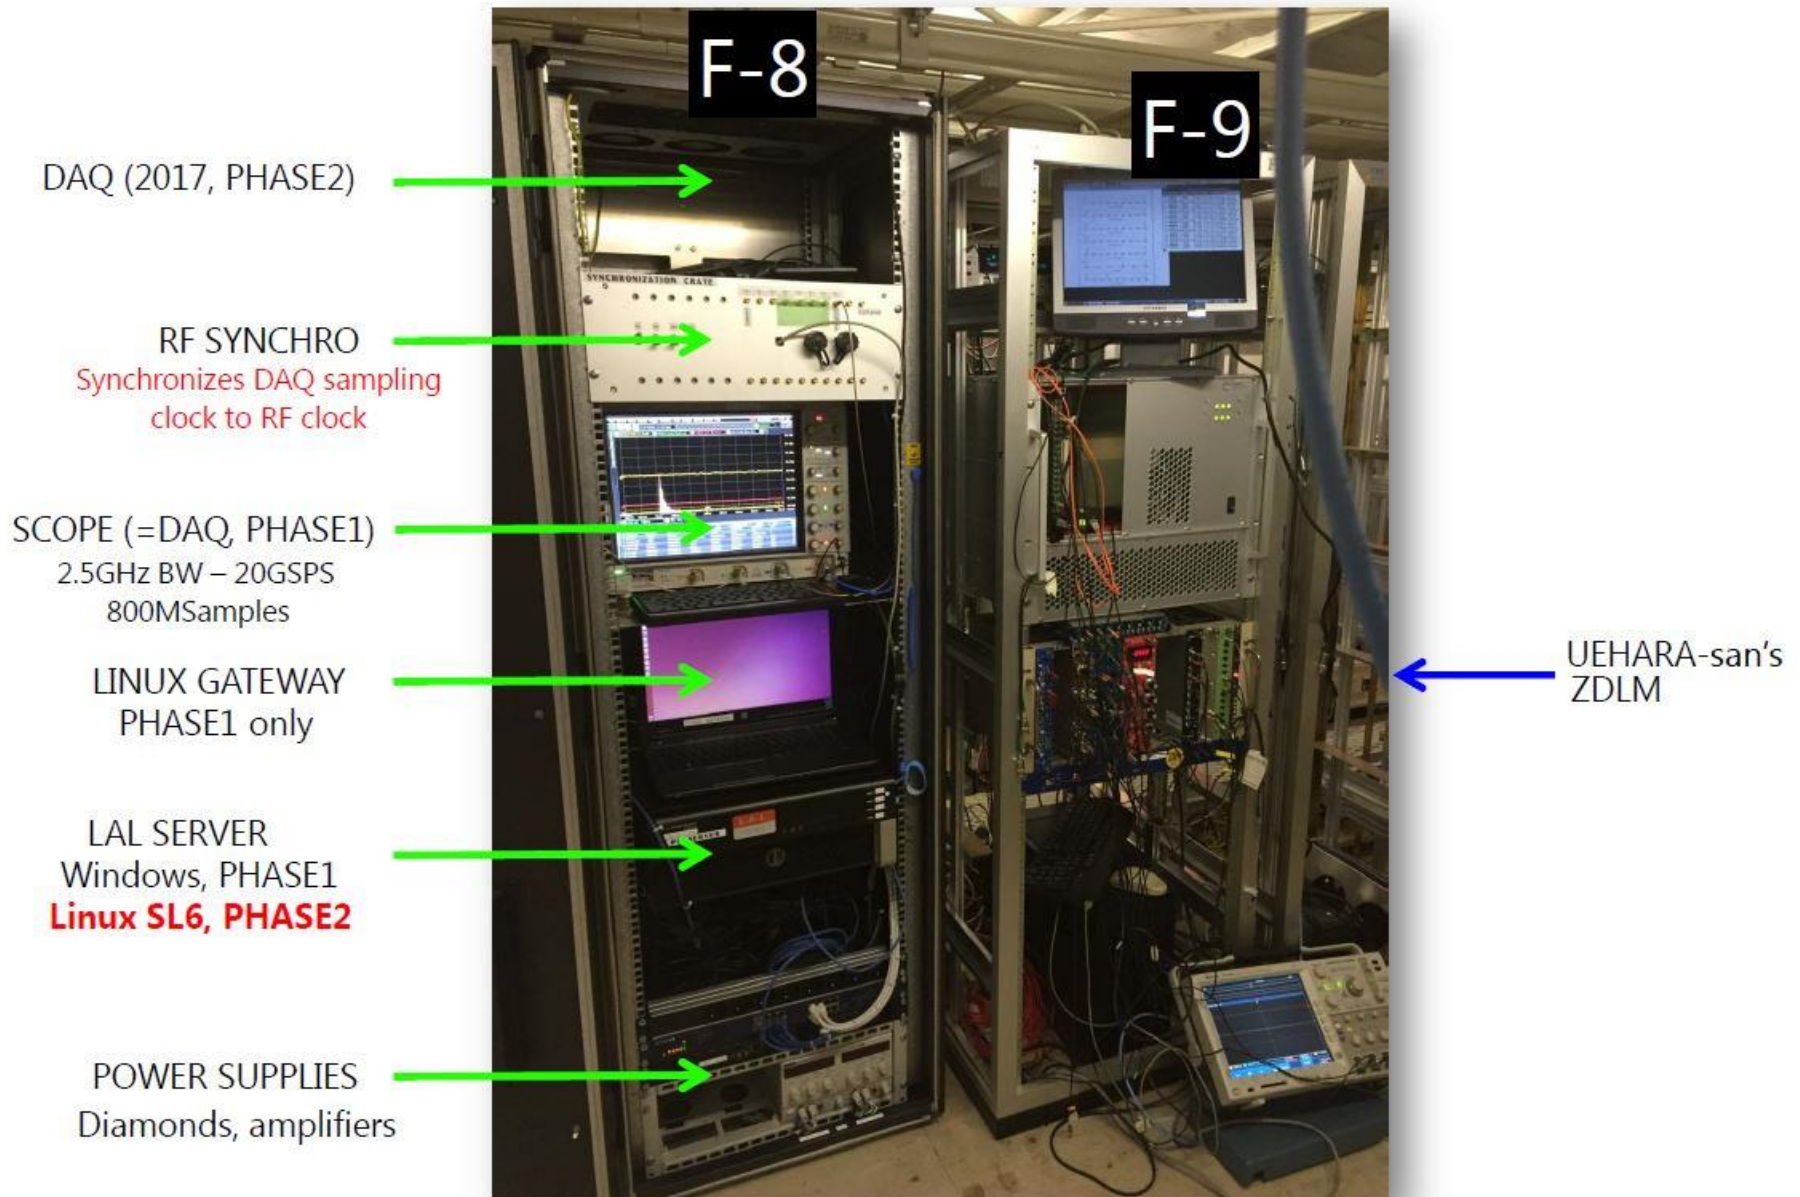 F-8
F-9
DAQ (2017, PHASE2)
SYNCHRONIZATION CRATE
RF SYNCHRO
Synchronizes DAQ sampling
clock to RF clock
SCOPE (=DAQ, PHASE1)
2.5GHz BW – 20GSPS
800MSamples
LINUX GATEWAY
PHASE1 only
UEHARA-san's
ZDLM
LAL SERVER
Windows, PHASE1
Linux SL6, PHASE2
POWER SUPPLIES
Diamonds, amplifiers